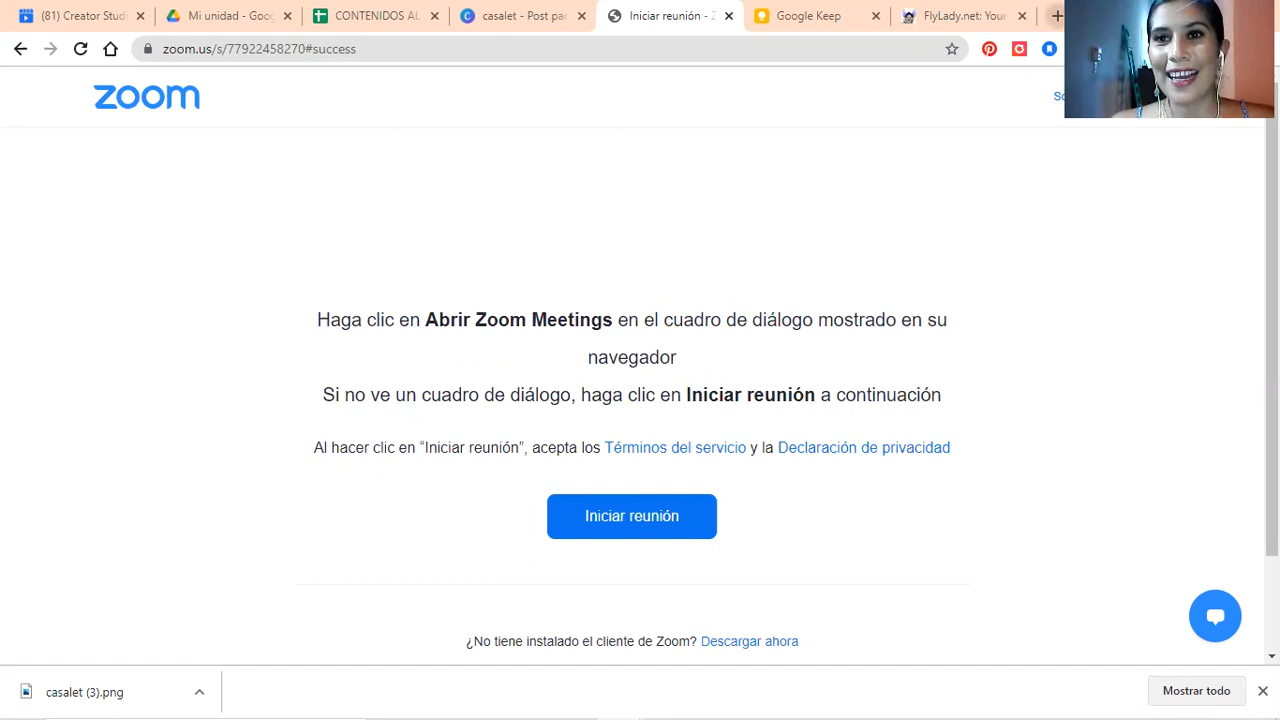 (81) Creator Stud
Mi unidad - Goog
CONTENIDOS AL
casalet - Post par
Iniciar reunión - Z
Google Keep
FlyLady.net: Your
zoom.us/s/77922458270#success
zoom
Haga clic en Abrir Zoom Meetings en el cuadro de diálogo mostrado en su
navegador
Si no ve un cuadro de diálogo, haga clic en Iniciar reunión a continuación
Al hacer clic en “Iniciar reunión”, acepta los Términos del servicio y la Declaración de privacidad
Iniciar reunión
¿No tiene instalado el cliente de Zoom? Descargar ahora
casalet (3).png
Mostrar todo